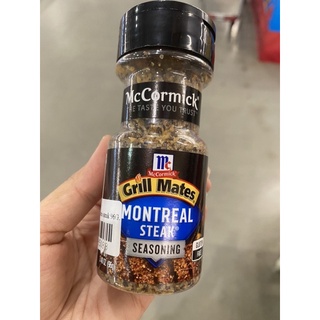 McCormick®
THE TASTE YOU TRUST
McCormick
Grill Mates
MONTREAL
STEAK
SEASONING